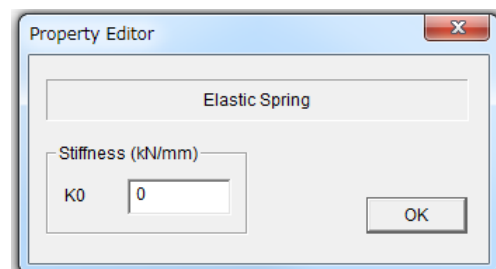 Property Editor
Elastic Spring
Stiffness (kN/mm)
K0 0
OK